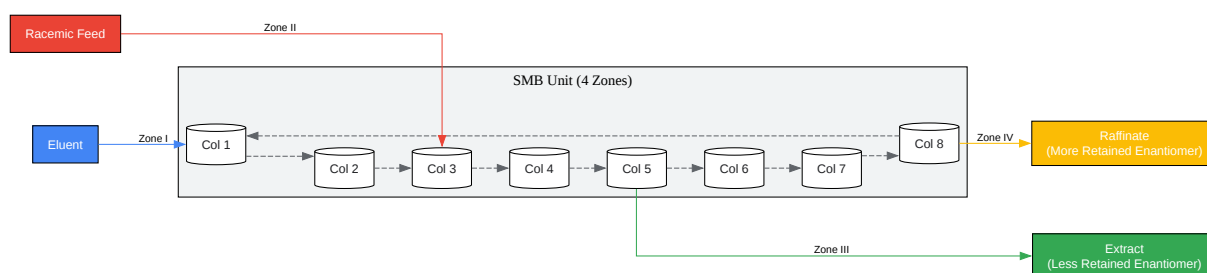 Racemic Feed
Zone II
SMB Unit (4 Zones)
Eluent
Zone I
Col 1
Col 2
Col 3
Col 4
Col 5
Col 6
Col 7
Col 8
Zone IV
Raffinate
(More Retained Enantiomer)
Zone III
Extract
(Less Retained Enantiomer)